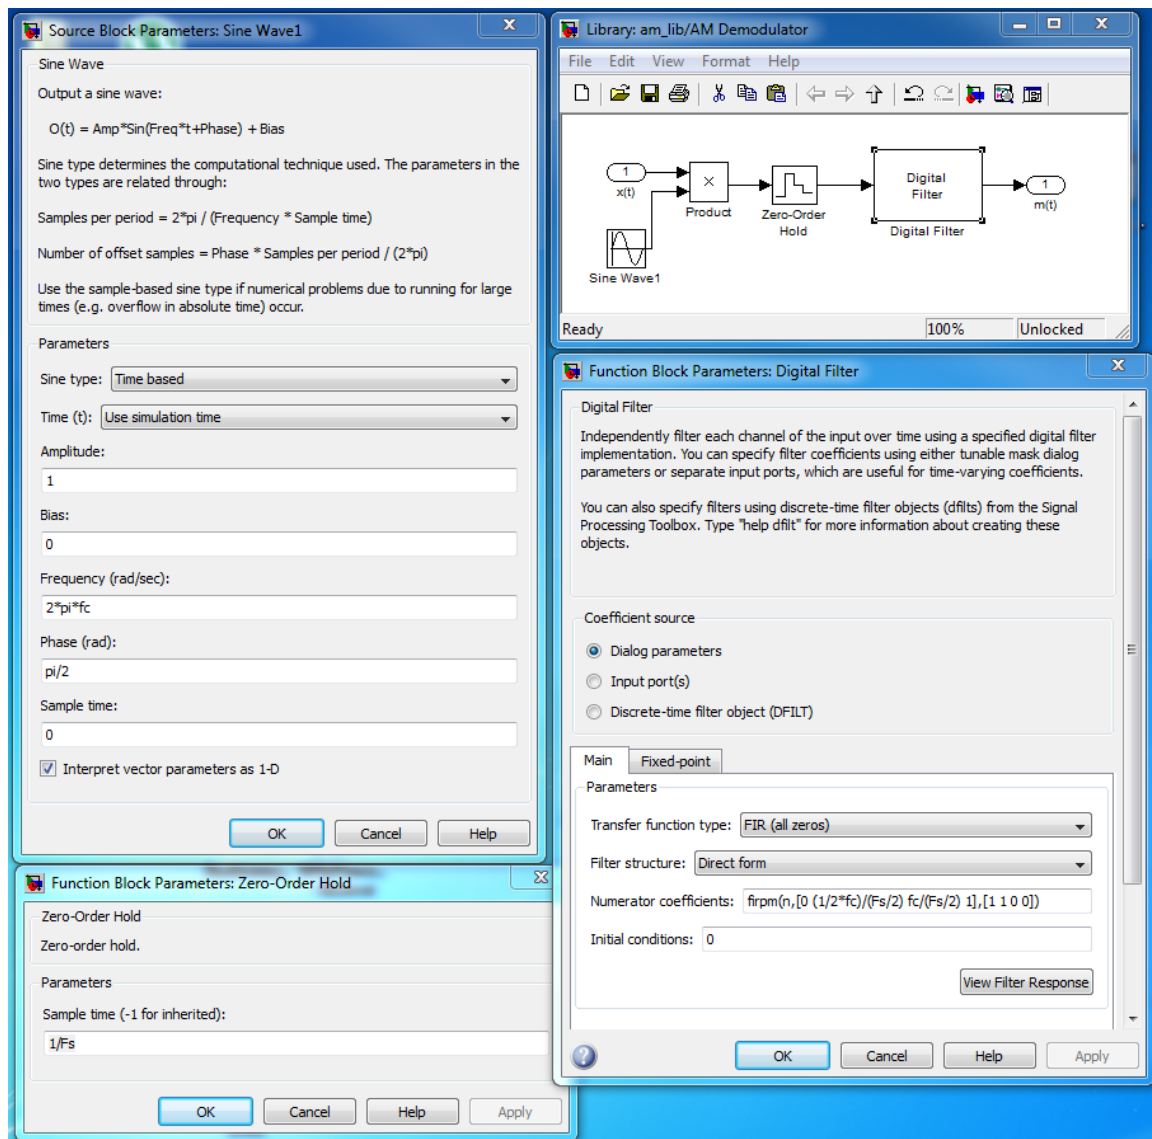 Source Block Parameters: Sine Wave1
Sine Wave
Output a sine wave:
O(t) = Amp*Sin(Freq*t+Phase) + Bias
Sine type determines the computational technique used. The parameters in the
two types are related through:
Samples per period = 2*pi / (Frequency * Sample time)
Number of offset samples = Phase * Samples per period / (2*pi)
Use the sample-based sine type if numerical problems due to running for large
times (e.g. overflow in absolute time) occur.
Parameters
Sine type: Time based
Time (t): Use simulation time
Amplitude:
1
Bias:
0
Frequency (rad/sec):
2*pi*fc
Phase (rad):
pi/2
Sample time:
0
Interpret vector parameters as 1-D
OK Cancel Help
Function Block Parameters: Zero-Order Hold
Zero-Order Hold
Zero-order hold.
Parameters
Sample time (-1 for inherited):
1/Fs
OK Cancel Help Apply
Library: am_lib/AM Demodulator
File Edit View Format Help
1
x(t)
×
Product
Sine Wave1
Zero-Order
Hold
Digital
Filter
Digital Filter
1
m(t)
Ready 100% Unlocked
Function Block Parameters: Digital Filter
Digital Filter
Independently filter each channel of the input over time using a specified digital filter
implementation. You can specify filter coefficients using either tunable mask dialog
parameters or separate input ports, which are useful for time-varying coefficients.
You can also specify filters using discrete-time filter objects (dfilts) from the Signal
Processing Toolbox. Type "help dfilt" for more information about creating these
objects.
Coefficient source
Dialog parameters
Input port(s)
Discrete-time filter object (DFILT)
Main Fixed-point
Parameters
Transfer function type: FIR (all zeros)
Filter structure: Direct form
Numerator coefficients: firpm(n,[0 (1/2*fc)/(Fs/2) fc/(Fs/2) 1],[1 1 0 0])
Initial conditions: 0
View Filter Response
OK Cancel Help Apply